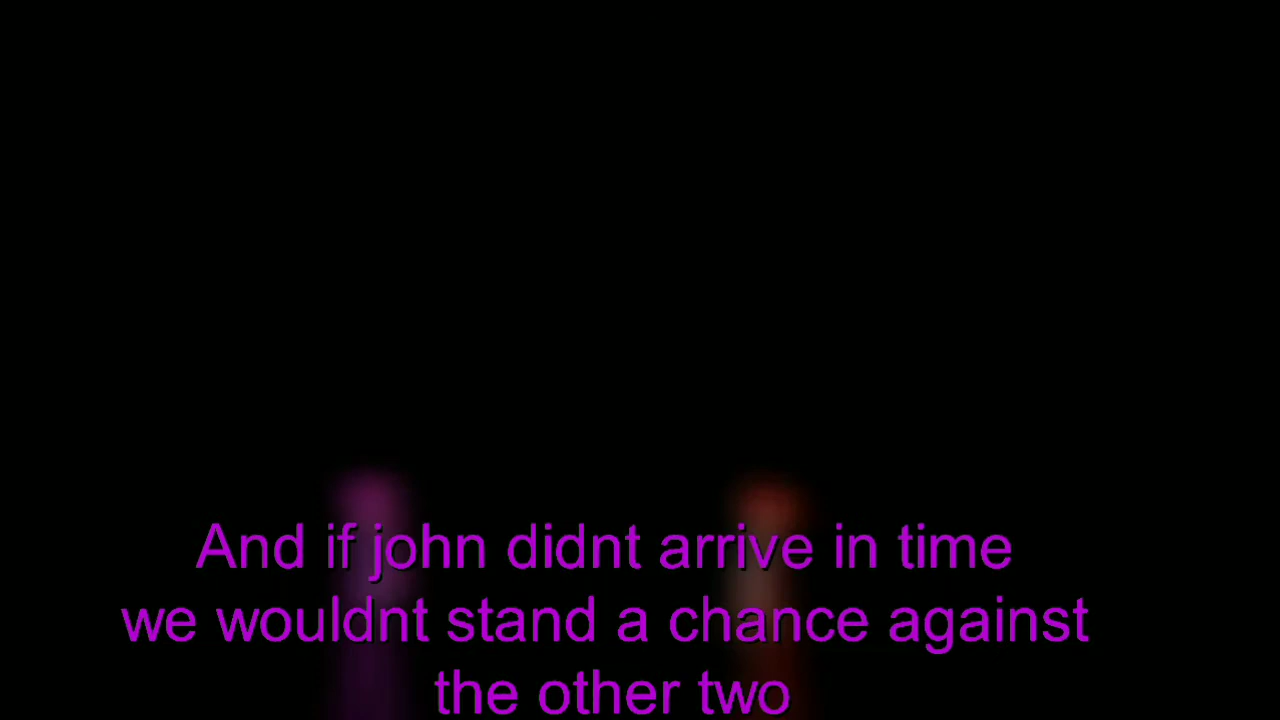 And if john didnt arrive in time
we wouldnt stand a chance against
the other two